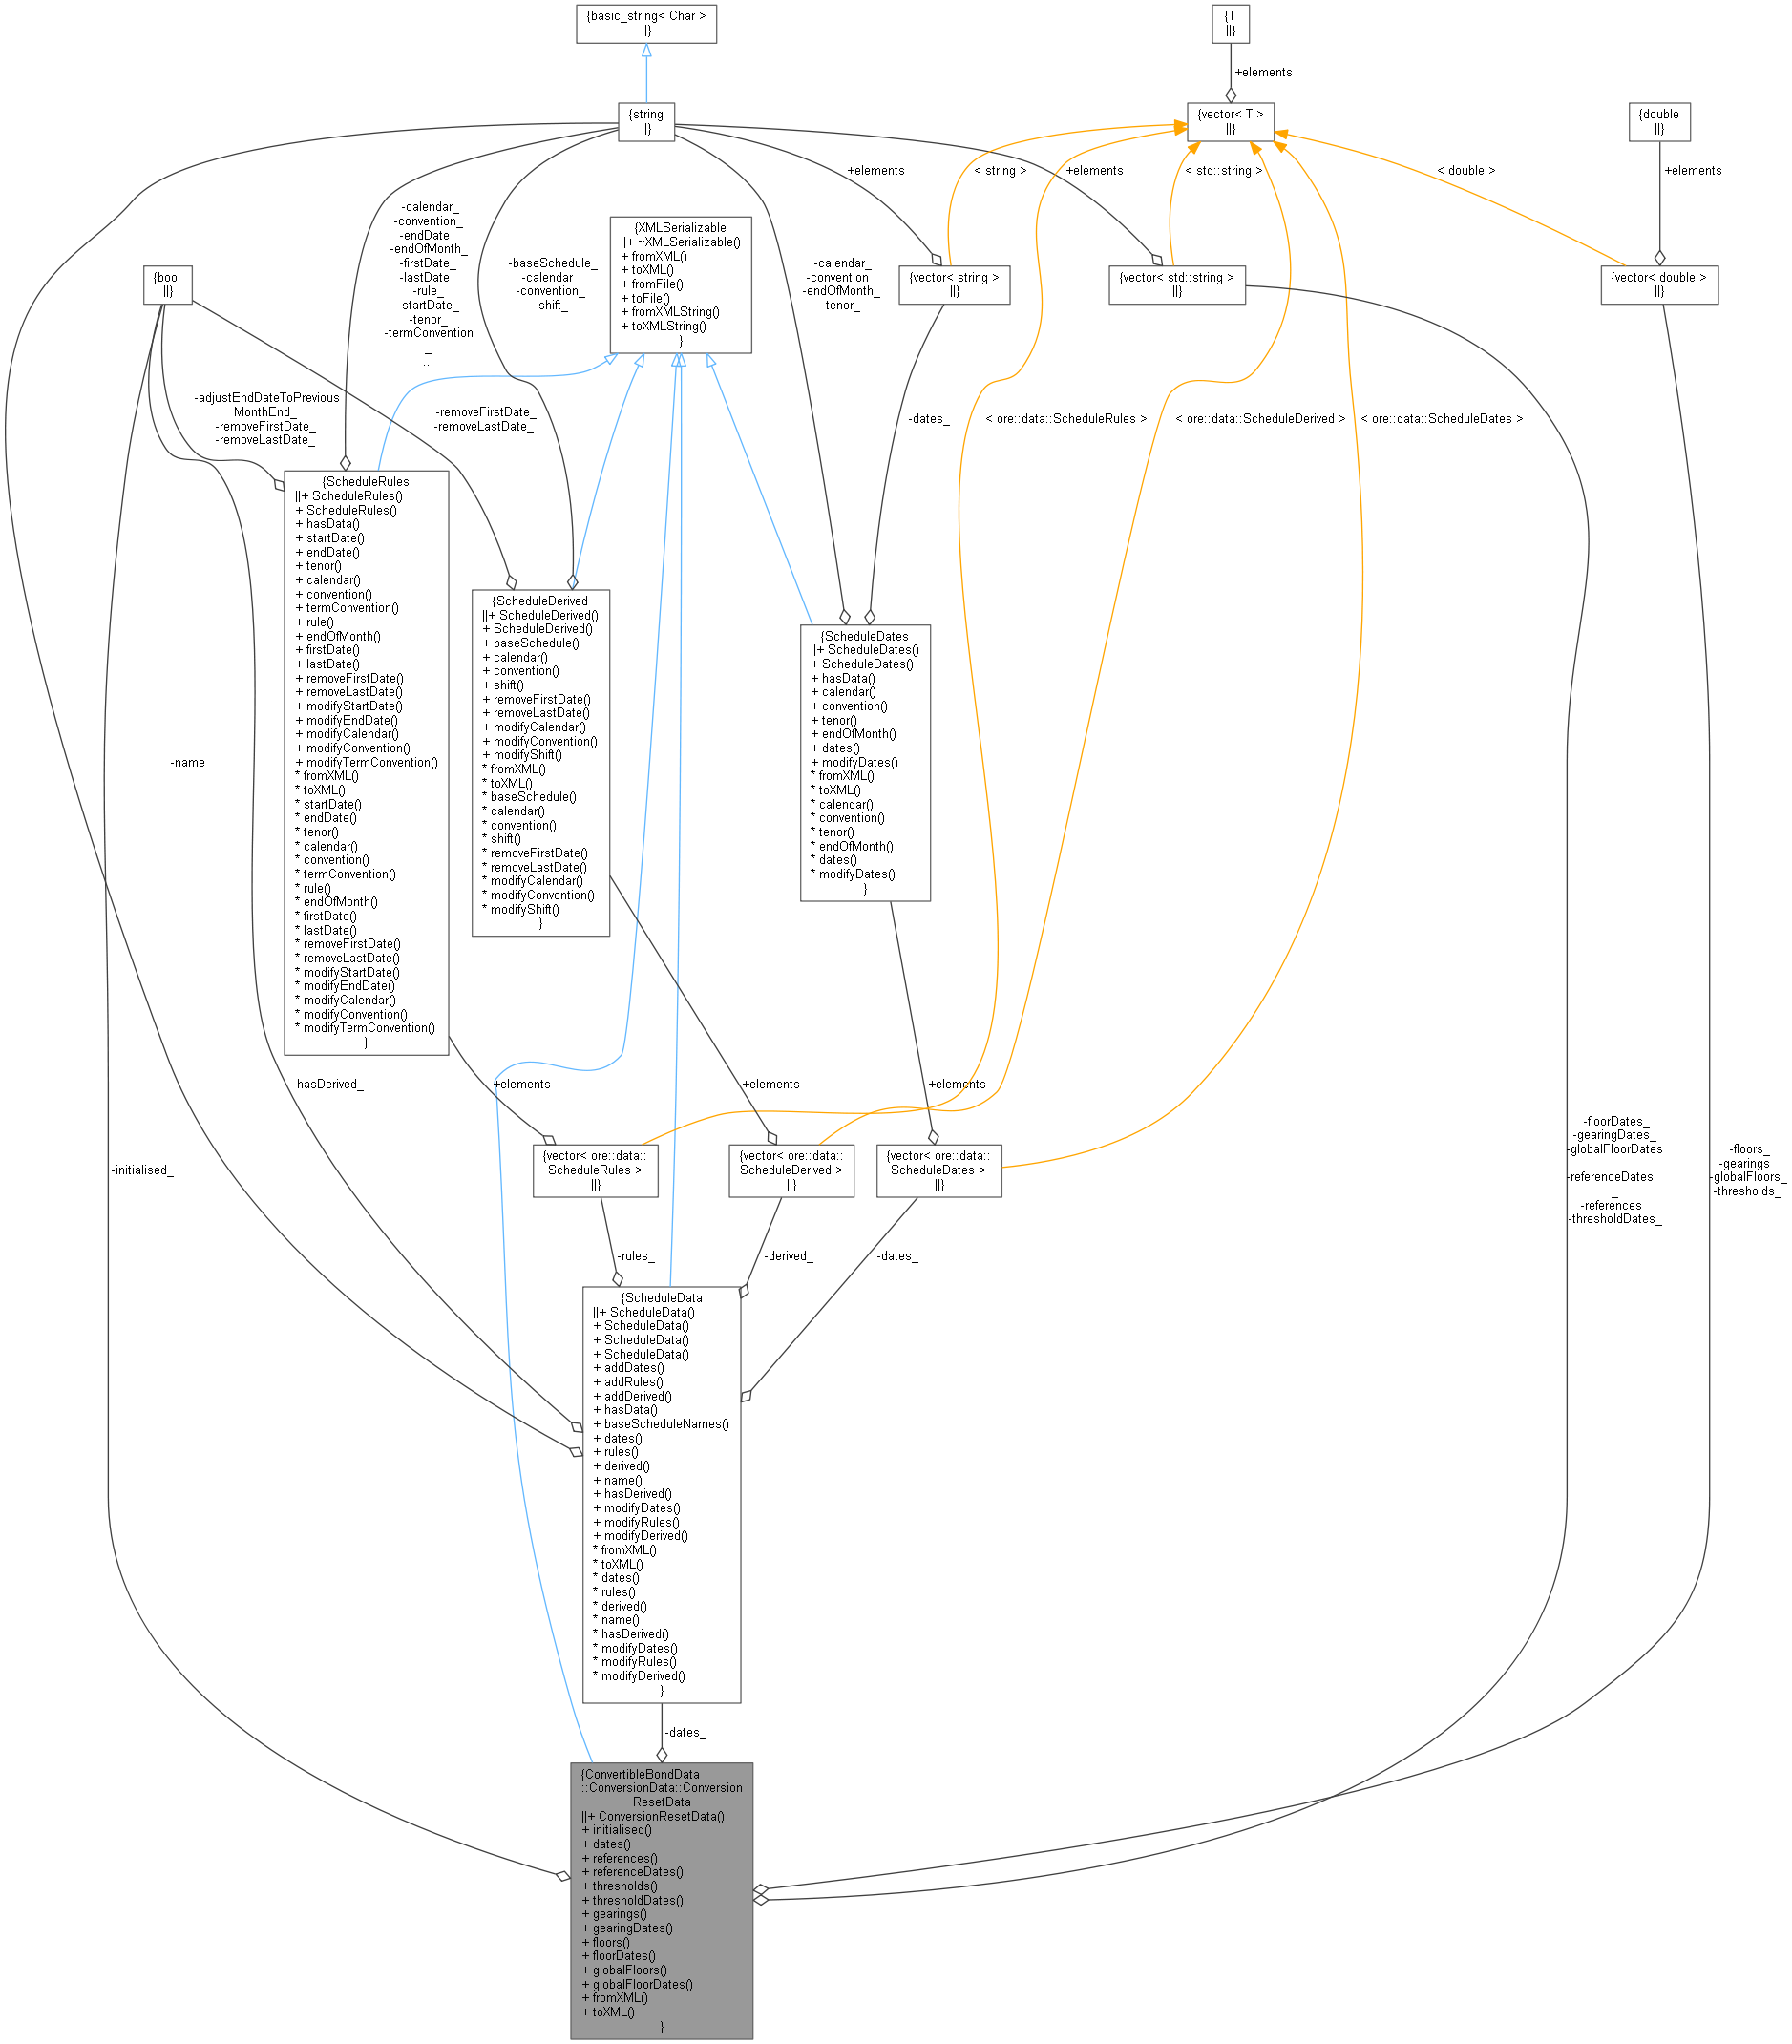 {basic_string< Char >
||}
{T
||}
+elements
{string
||}
{vector< T >
||}
{double
||}
+elements
< string >
+elements
< std::string >
< double >
+elements
-calendar_
-convention_
-endDate_
-endOfMonth_
-firstDate_
-lastDate_
-rule_
-startDate_
-tenor_
-termConvention
_
...
-baseSchedule_
-calendar_
-convention_
-shift_
{XMLSerializable
||+ ~XMLSerializable()
+ fromXML()
+ toXML()
+ fromFile()
+ toFile()
+ fromXMLString()
+ toXMLString()
}
-calendar_
-convention_
-endOfMonth_
-tenor_
{bool
||}
{vector< string >
||}
{vector< std::string >
||}
{vector< double >
||}
-adjustEndDateToPrevious
MonthEnd_
-removeFirstDate_
-removeLastDate_
-removeFirstDate_
-removeLastDate_
-dates_
< ore::data::ScheduleRules >
< ore::data::ScheduleDerived >
< ore::data::ScheduleDates >
{ScheduleRules
||+ ScheduleRules()
+ ScheduleRules()
+ hasData()
+ startDate()
+ endDate()
+ tenor()
+ calendar()
+ convention()
+ termConvention()
+ rule()
+ endOfMonth()
+ firstDate()
+ lastDate()
+ removeFirstDate()
+ removeLastDate()
+ modifyStartDate()
+ modifyEndDate()
+ modifyCalendar()
+ modifyConvention()
+ modifyTermConvention()
* fromXML()
* toXML()
* startDate()
* endDate()
* tenor()
* calendar()
* convention()
* termConvention()
* rule()
* endOfMonth()
* firstDate()
* lastDate()
* removeFirstDate()
* removeLastDate()
* modifyStartDate()
* modifyEndDate()
* modifyCalendar()
* modifyConvention()
* modifyTermConvention()
}
{ScheduleDerived
||+ ScheduleDerived()
+ ScheduleDerived()
+ baseSchedule()
+ calendar()
+ convention()
+ shift()
+ removeFirstDate()
+ removeLastDate()
+ modifyCalendar()
+ modifyConvention()
+ modifyShift()
* fromXML()
* toXML()
* baseSchedule()
* calendar()
* convention()
* shift()
* removeFirstDate()
* removeLastDate()
* modifyCalendar()
* modifyConvention()
* modifyShift()
}
{ScheduleDates
||+ ScheduleDates()
+ ScheduleDates()
+ hasData()
+ calendar()
+ convention()
+ tenor()
+ endOfMonth()
+ dates()
+ modifyDates()
* fromXML()
* toXML()
* calendar()
* convention()
* tenor()
* endOfMonth()
* dates()
* modifyDates()
}
-name_
-hasDerived_
+elements
+elements
+elements
-initialised_
{vector< ore::data::
ScheduleRules >
||}
{vector< ore::data::
ScheduleDerived >
||}
{vector< ore::data::
ScheduleDates >
||}
-floorDates_
-gearingDates_
-globalFloorDates
_
-referenceDates
_
-references_
-thresholdDates_
-floors_
-gearings_
-globalFloors_
-thresholds_
-rules_
-derived_
-dates_
{ScheduleData
||+ ScheduleData()
+ ScheduleData()
+ ScheduleData()
+ ScheduleData()
+ addDates()
+ addRules()
+ addDerived()
+ hasData()
+ baseScheduleNames()
+ dates()
+ rules()
+ derived()
+ name()
+ hasDerived()
+ modifyDates()
+ modifyRules()
+ modifyDerived()
* fromXML()
* toXML()
* dates()
* rules()
* derived()
* name()
* hasDerived()
* modifyDates()
* modifyRules()
* modifyDerived()
}
-dates_
{ConvertibleBondData
::ConversionData::Conversion
ResetData
||+ ConversionResetData()
+ initialised()
+ dates()
+ references()
+ referenceDates()
+ thresholds()
+ thresholdDates()
+ gearings()
+ gearingDates()
+ floors()
+ floorDates()
+ globalFloors()
+ globalFloorDates()
+ fromXML()
+ toXML()
}